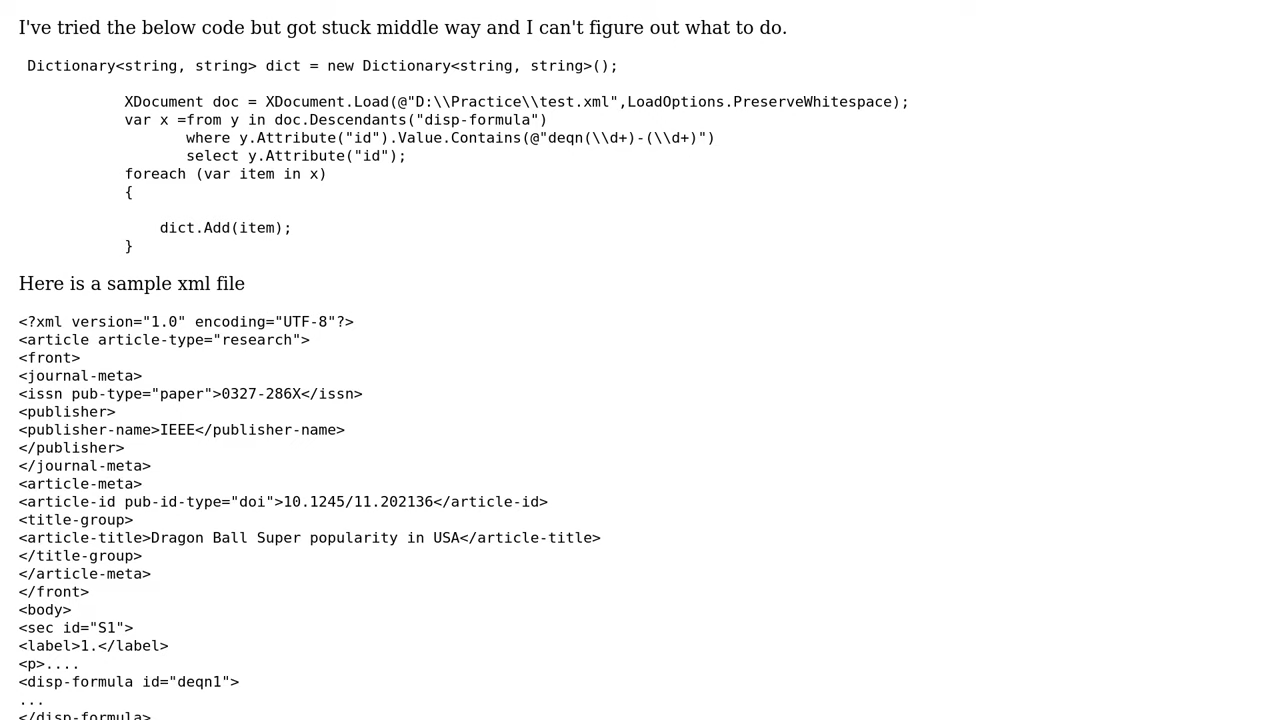 I've tried the below code but got stuck middle way and I can't figure out what to do.
Dictionary<string, string> dict = new Dictionary<string, string>();
XDocument doc = XDocument.Load(@"D:\\Practice\\test.xml",LoadOptions.PreserveWhitespace);
var x =from y in doc.Descendants("disp-formula")
where y.Attribute("id").Value.Contains(@"deqn(\\d+)-(\\d+)")
select y.Attribute("id");
foreach (var item in x)
{
dict.Add(item);
}
Here is a sample xml file
<?xml version="1.0" encoding="UTF-8"?>
<article article-type="research">
<front>
<journal-meta>
<issn pub-type="paper">0327-286X</issn>
<publisher>
<publisher-name>IEEE</publisher-name>
</publisher>
</journal-meta>
<article-meta>
<article-id pub-id-type="doi">10.1245/11.202136</article-id>
<title-group>
<article-title>Dragon Ball Super popularity in USA</article-title>
</title-group>
</article-meta>
</front>
<body>
<sec id="S1">
<label>1.</label>
<p>....
<disp-formula id="deqn1">
...
</disp-formula>